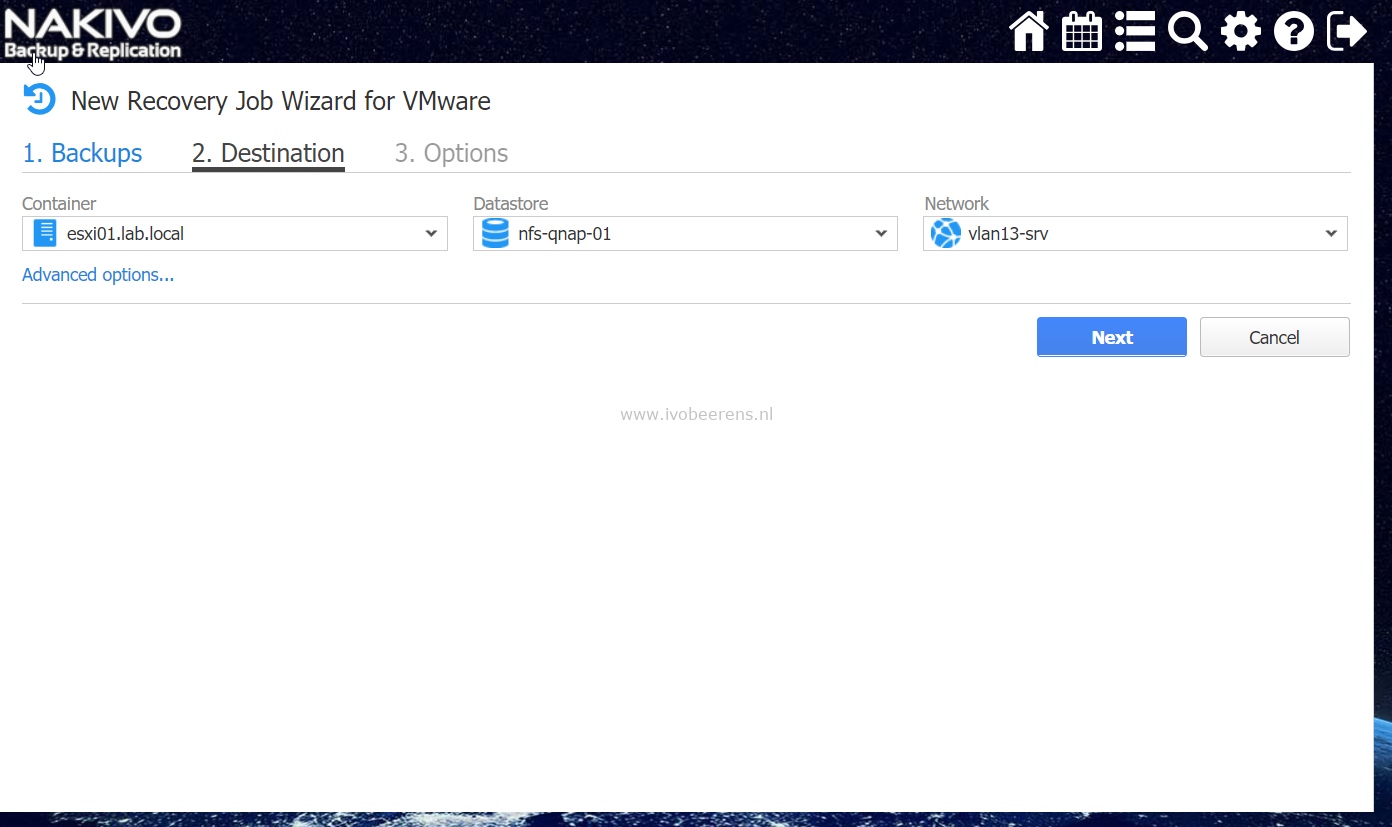 NAKIVO
Backup & Replication
New Recovery Job Wizard for VMware
1. Backups 2. Destination 3. Options
Container Datastore Network
esxi01.lab.local nfs-qnap-01 vlan13-srv
Advanced options...
Next Cancel
www.ivobeerens.nl